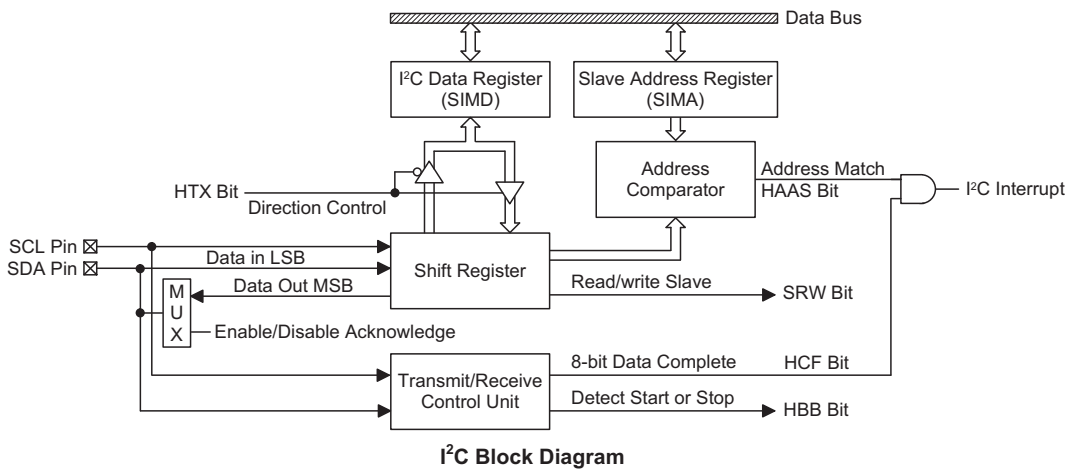 Data Bus
I²C Data Register
(SIMD)
Slave Address Register
(SIMA)
HTX Bit
Direction Control
Address
Comparator
Address Match
HAAS Bit
I²C Interrupt
SCL Pin
SDA Pin
Data in LSB
Shift Register
Data Out MSB
Read/write Slave
SRW Bit
M
U
X
Enable/Disable Acknowledge
Transmit/Receive
Control Unit
8-bit Data Complete
HCF Bit
Detect Start or Stop
HBB Bit
I²C Block Diagram